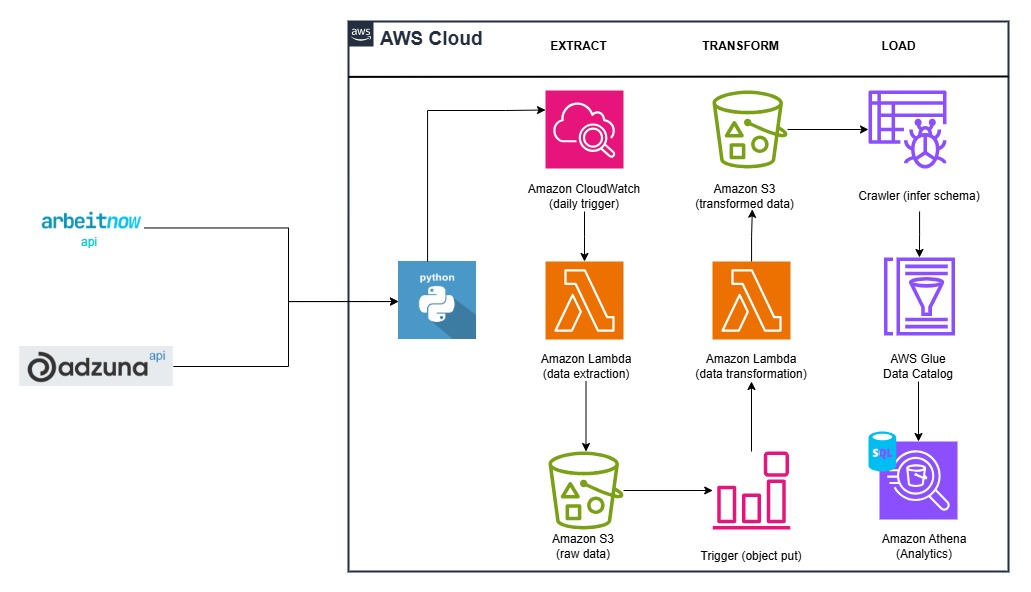 aws
AWS Cloud
EXTRACT
TRANSFORM
LOAD
Amazon CloudWatch
(daily trigger)
Amazon S3
(transformed data)
Crawler (infer schema)
arbeitnow
api
python
Amazon Lambda
(data extraction)
Amazon Lambda
(data transformation)
AWS Glue
Data Catalog
adzuna
api
SQL
Amazon S3
(raw data)
Trigger (object put)
Amazon Athena
(Analytics)